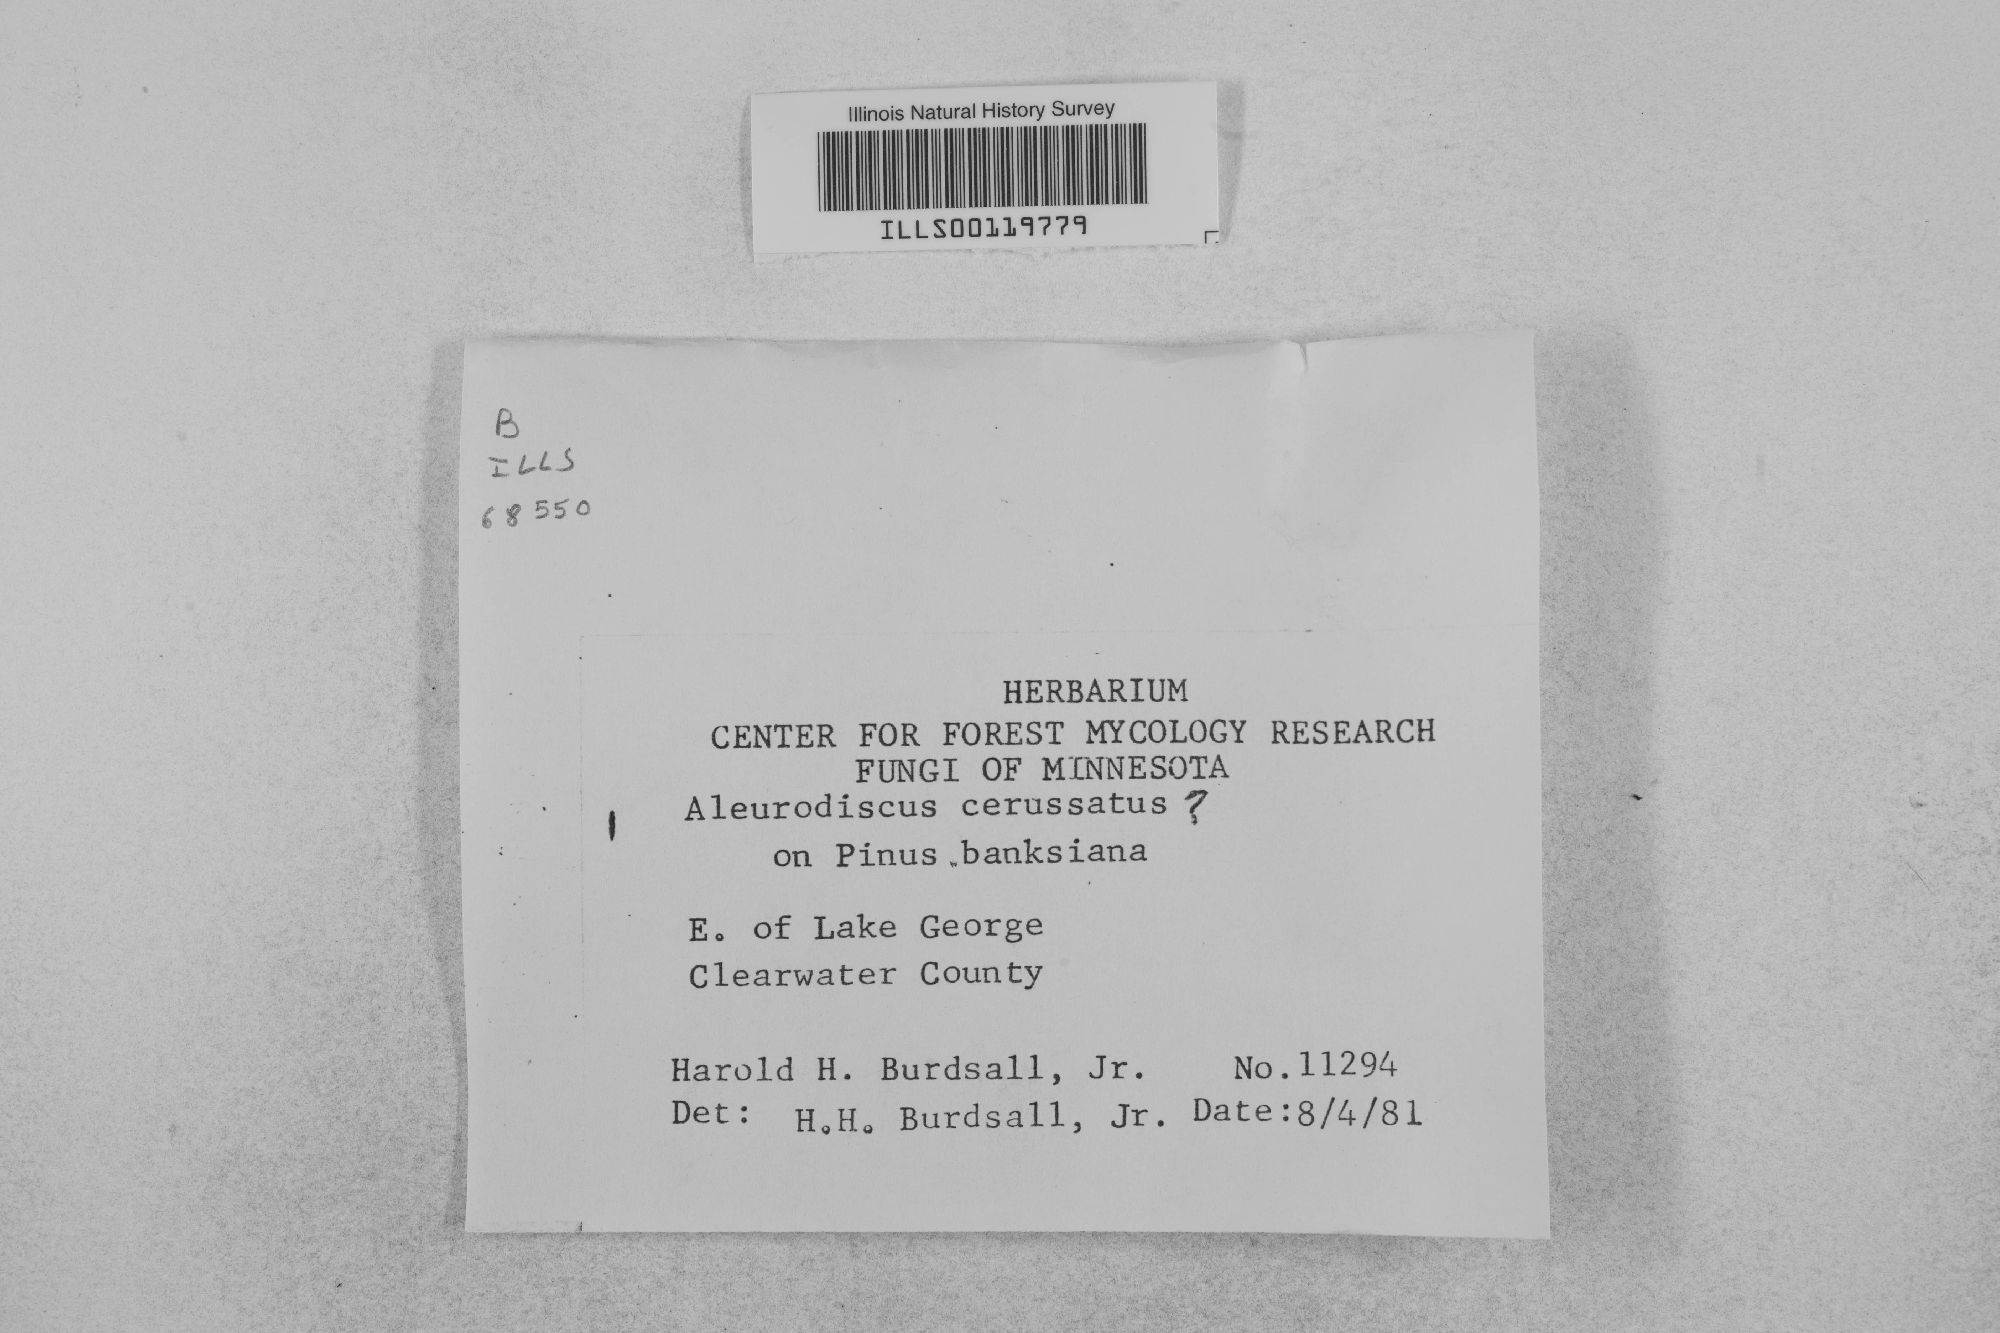 Illinois Natural History Survey
ILLS00119779
B
ILLS
68550
HERBARIUM
CENTER FOR FOREST MYCOLOGY RESEARCH
FUNGI OF MINNESOTA
Aleurodiscus cerussatus ?
on Pinus banksiana
E. of Lake George
Clearwater County
Harold H. Burdsall, Jr. No.11294
Det: H.H. Burdsall, Jr. Date:8/4/81